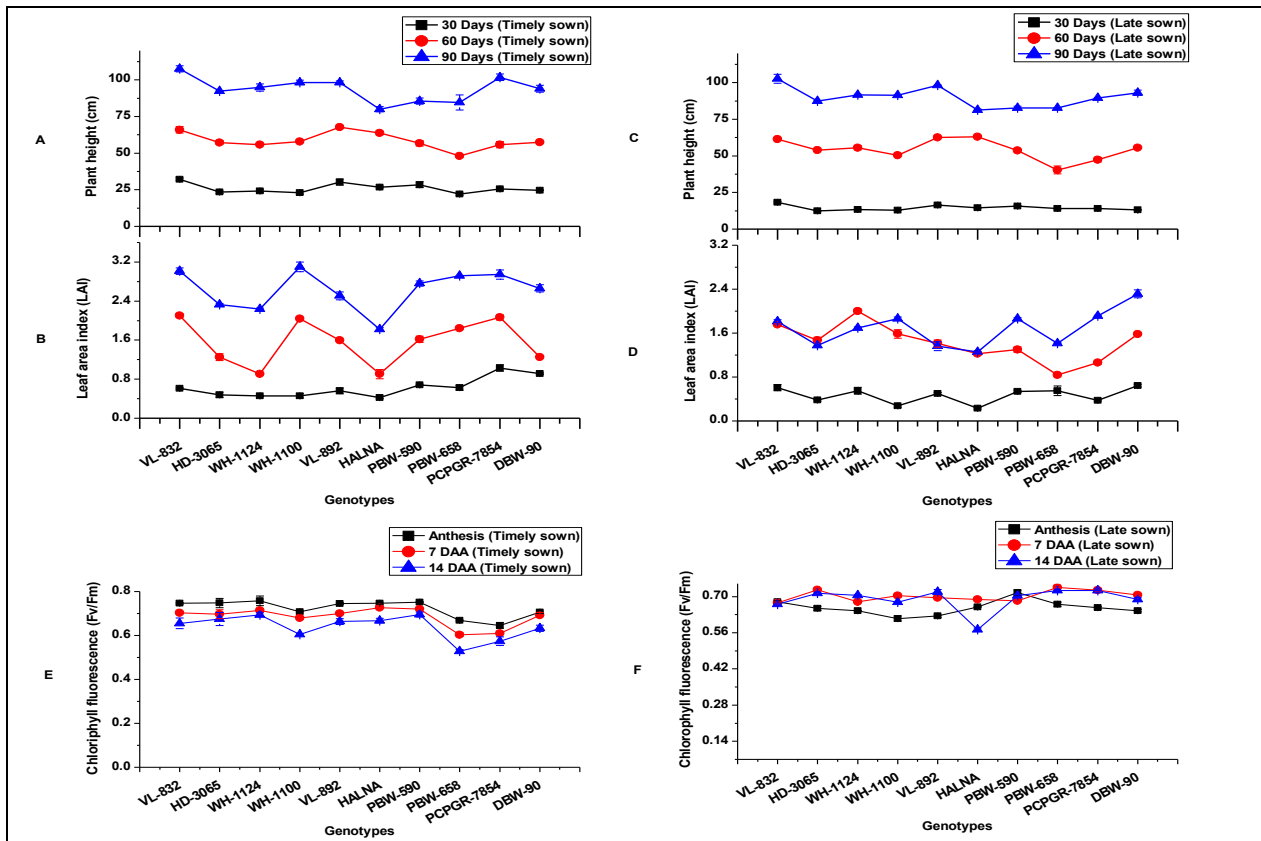 30 Days (Timely sown)
60 Days (Timely sown)
90 Days (Timely sown)
A
Plant height (cm)
100
75
50
25
0
B
Leaf area index (LAI)
3.2
2.4
1.6
0.8
0.0
VL-832
HD-3065
WH-1124
WH-1100
VL-892
HALNA
PBW-590
PBW-658
PCPGR-7854
DBW-90
Genotypes
30 Days (Late sown)
60 Days (Late sown)
90 Days (Late sown)
C
Plant height (cm)
100
75
50
25
0
D
Leaf area index (LAI)
3.2
2.4
1.6
0.8
0.0
VL-832
HD-3065
WH-1124
WH-1100
VL-892
HALNA
PBW-590
PBW-658
PCPGR-7854
DBW-90
Genotypes
Anthesis (Timely sown)
7 DAA (Timely sown)
14 DAA (Timely sown)
E
Chloriphyll fluorescence (Fv/Fm)
0.8
0.6
0.4
0.2
0.0
VL-832
HD-3065
WH-1124
WH-1100
VL-892
HALNA
PBW-590
PBW-658
PCPGR-7854
DBW-90
Genotypes
Anthesis (Late sown)
7 DAA (Late sown)
14 DAA (Late sown)
F
Chlorophyll fluorescence (Fv/Fm)
0.70
0.56
0.42
0.28
0.14
VL-832
HD-3065
WH-1124
WH-1100
VL-892
HALNA
PBW-590
PBW-658
PCPGR-7854
DBW-90
Genotypes